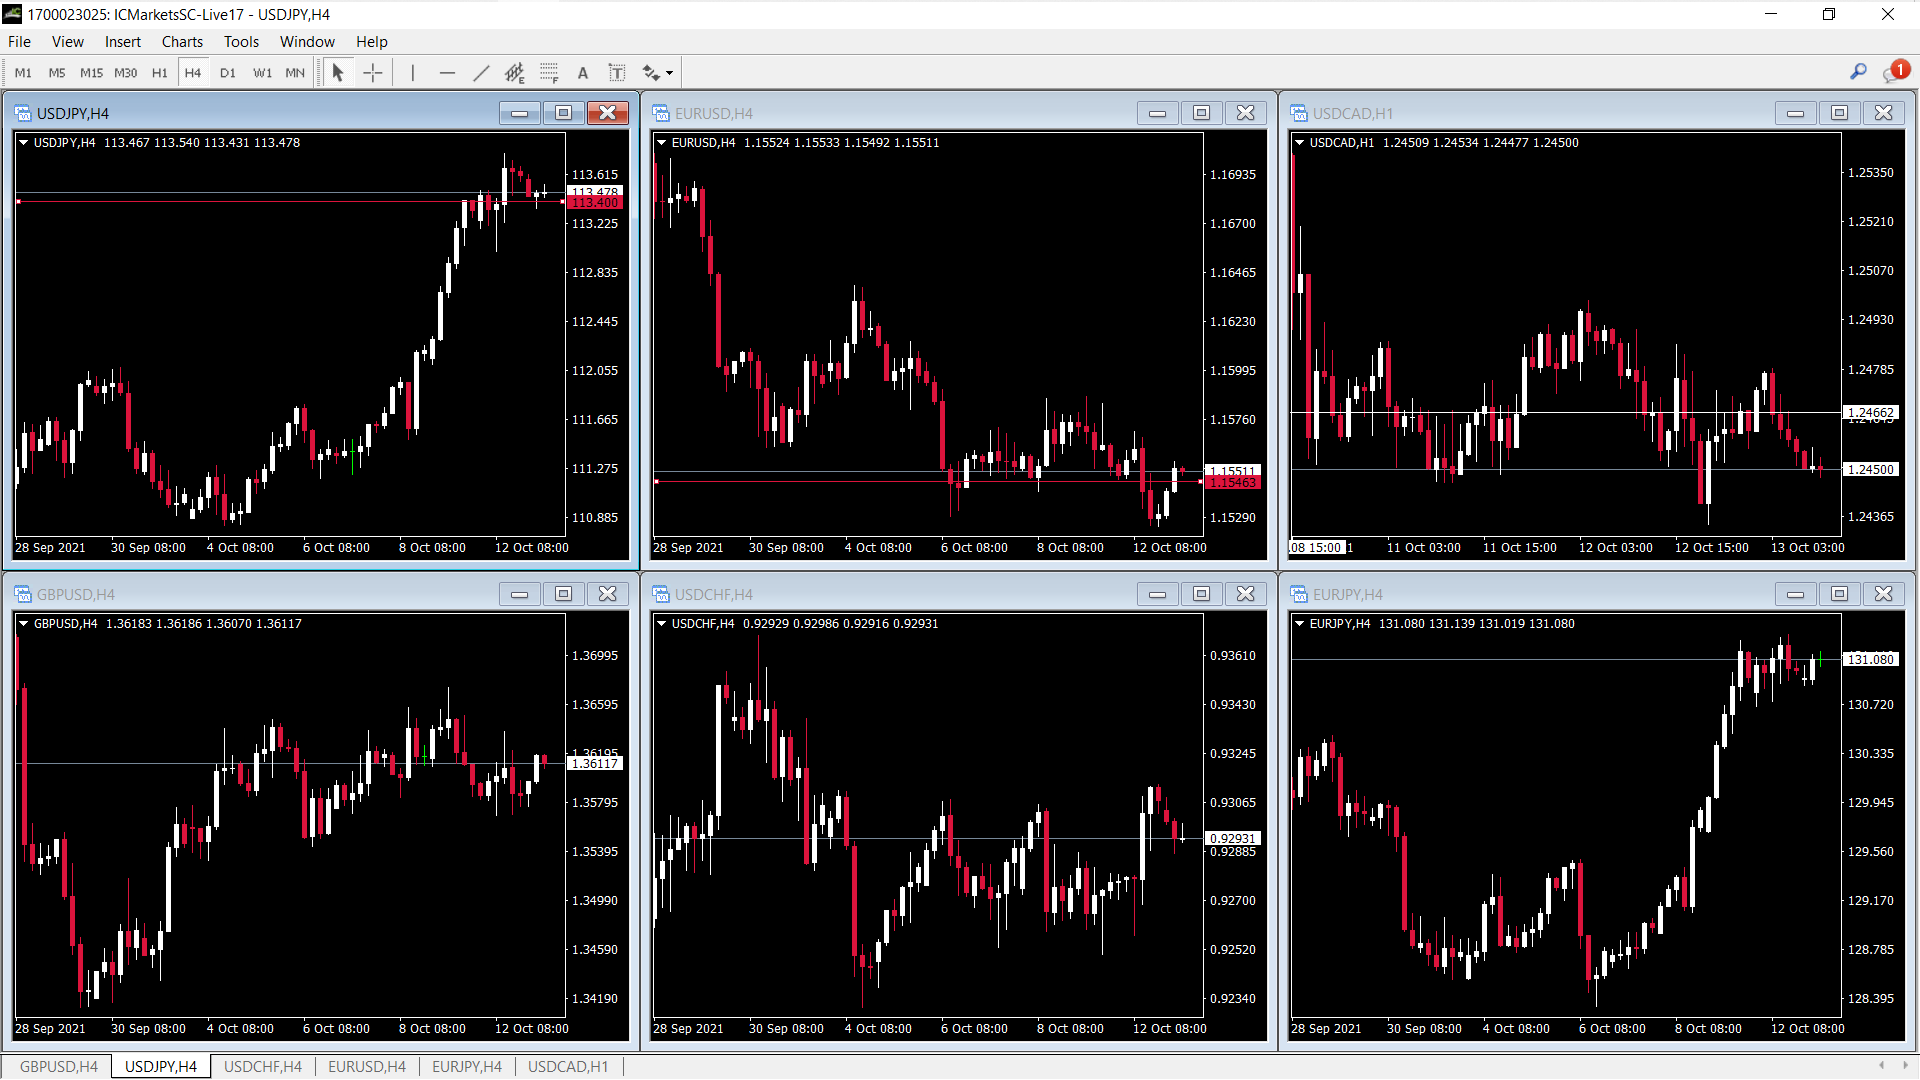 1700023025: ICMarketsSC-Live17 - USDJPY,H4
File View Insert Charts Tools Window Help
M1 M5 M15 M30 H1 H4 D1 W1 MN E F A T 1
USDJPY,H4
USDJPY,H4 113.467 113.540 113.431 113.478
113.615
113.478
113.400
113.225
112.835
112.445
112.055
111.665
111.275
110.885
28 Sep 2021 30 Sep 08:00 4 Oct 08:00 6 Oct 08:00 8 Oct 08:00 12 Oct 08:00
EURUSD,H4
EURUSD,H4 1.15524 1.15533 1.15492 1.15511
1.16935
1.16700
1.16465
1.16230
1.15995
1.15760
1.15511
1.15463
1.15290
28 Sep 2021 30 Sep 08:00 4 Oct 08:00 6 Oct 08:00 8 Oct 08:00 12 Oct 08:00
USDCAD,H1
USDCAD,H1 1.24509 1.24534 1.24477 1.24500
1.25350
1.25210
1.25070
1.24930
1.24785
1.24662
1.24500
1.24365
.08 15:00 1 11 Oct 03:00 11 Oct 15:00 12 Oct 03:00 12 Oct 15:00 13 Oct 03:00
GBPUSD,H4
GBPUSD,H4 1.36183 1.36186 1.36070 1.36117
1.36995
1.36595
1.36195
1.36117
1.35795
1.35395
1.34990
1.34590
1.34190
28 Sep 2021 30 Sep 08:00 4 Oct 08:00 6 Oct 08:00 8 Oct 08:00 12 Oct 08:00
USDCHF,H4
USDCHF,H4 0.92929 0.92986 0.92916 0.92931
0.93610
0.93430
0.93245
0.93065
0.92931
0.92885
0.92700
0.92520
0.92340
28 Sep 2021 30 Sep 08:00 4 Oct 08:00 6 Oct 08:00 8 Oct 08:00 12 Oct 08:00
EURJPY,H4
EURJPY,H4 131.080 131.139 131.019 131.080
131.080
130.720
130.335
129.945
129.560
129.170
128.785
128.395
28 Sep 2021 30 Sep 08:00 4 Oct 08:00 6 Oct 08:00 8 Oct 08:00 12 Oct 08:00
GBPUSD,H4 USDJPY,H4 USDCHF,H4 EURUSD,H4 EURJPY,H4 USDCAD,H1